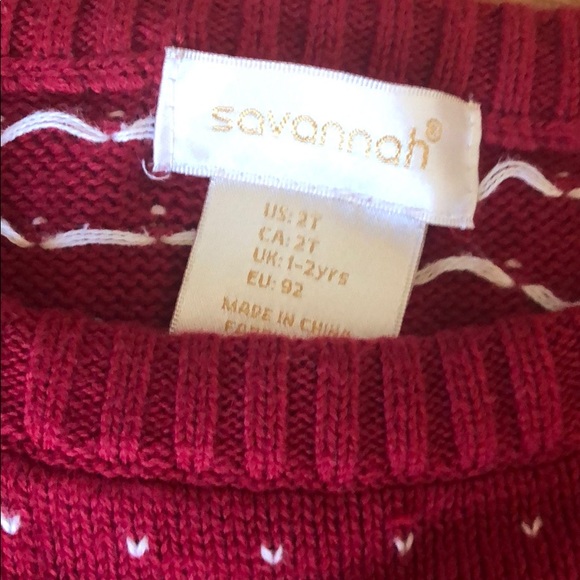 savannah®
US: 2T
CA: 2T
UK: 1-2yrs
EU: 92
MADE IN CHINA